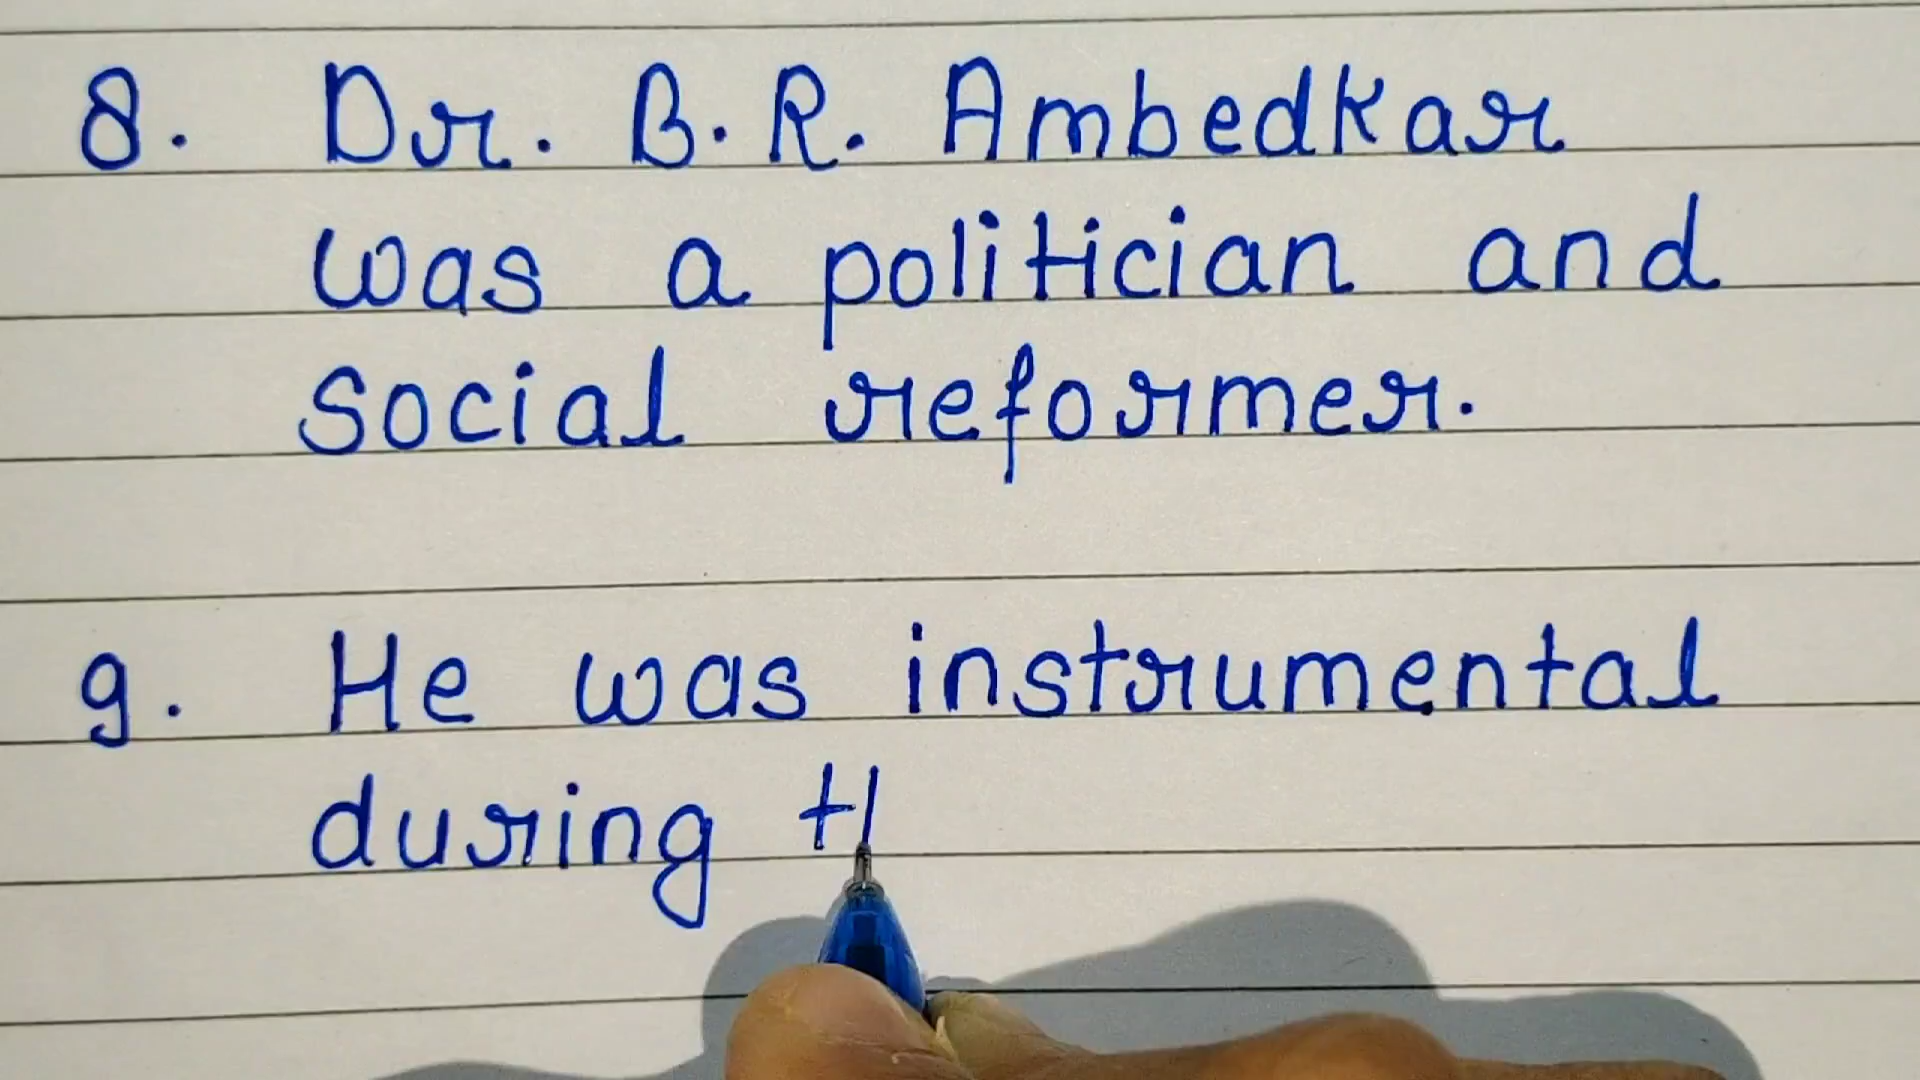 8. Dr. B. R. Ambedkar
was a politician and
social reformer.
9. He was instrumental
during